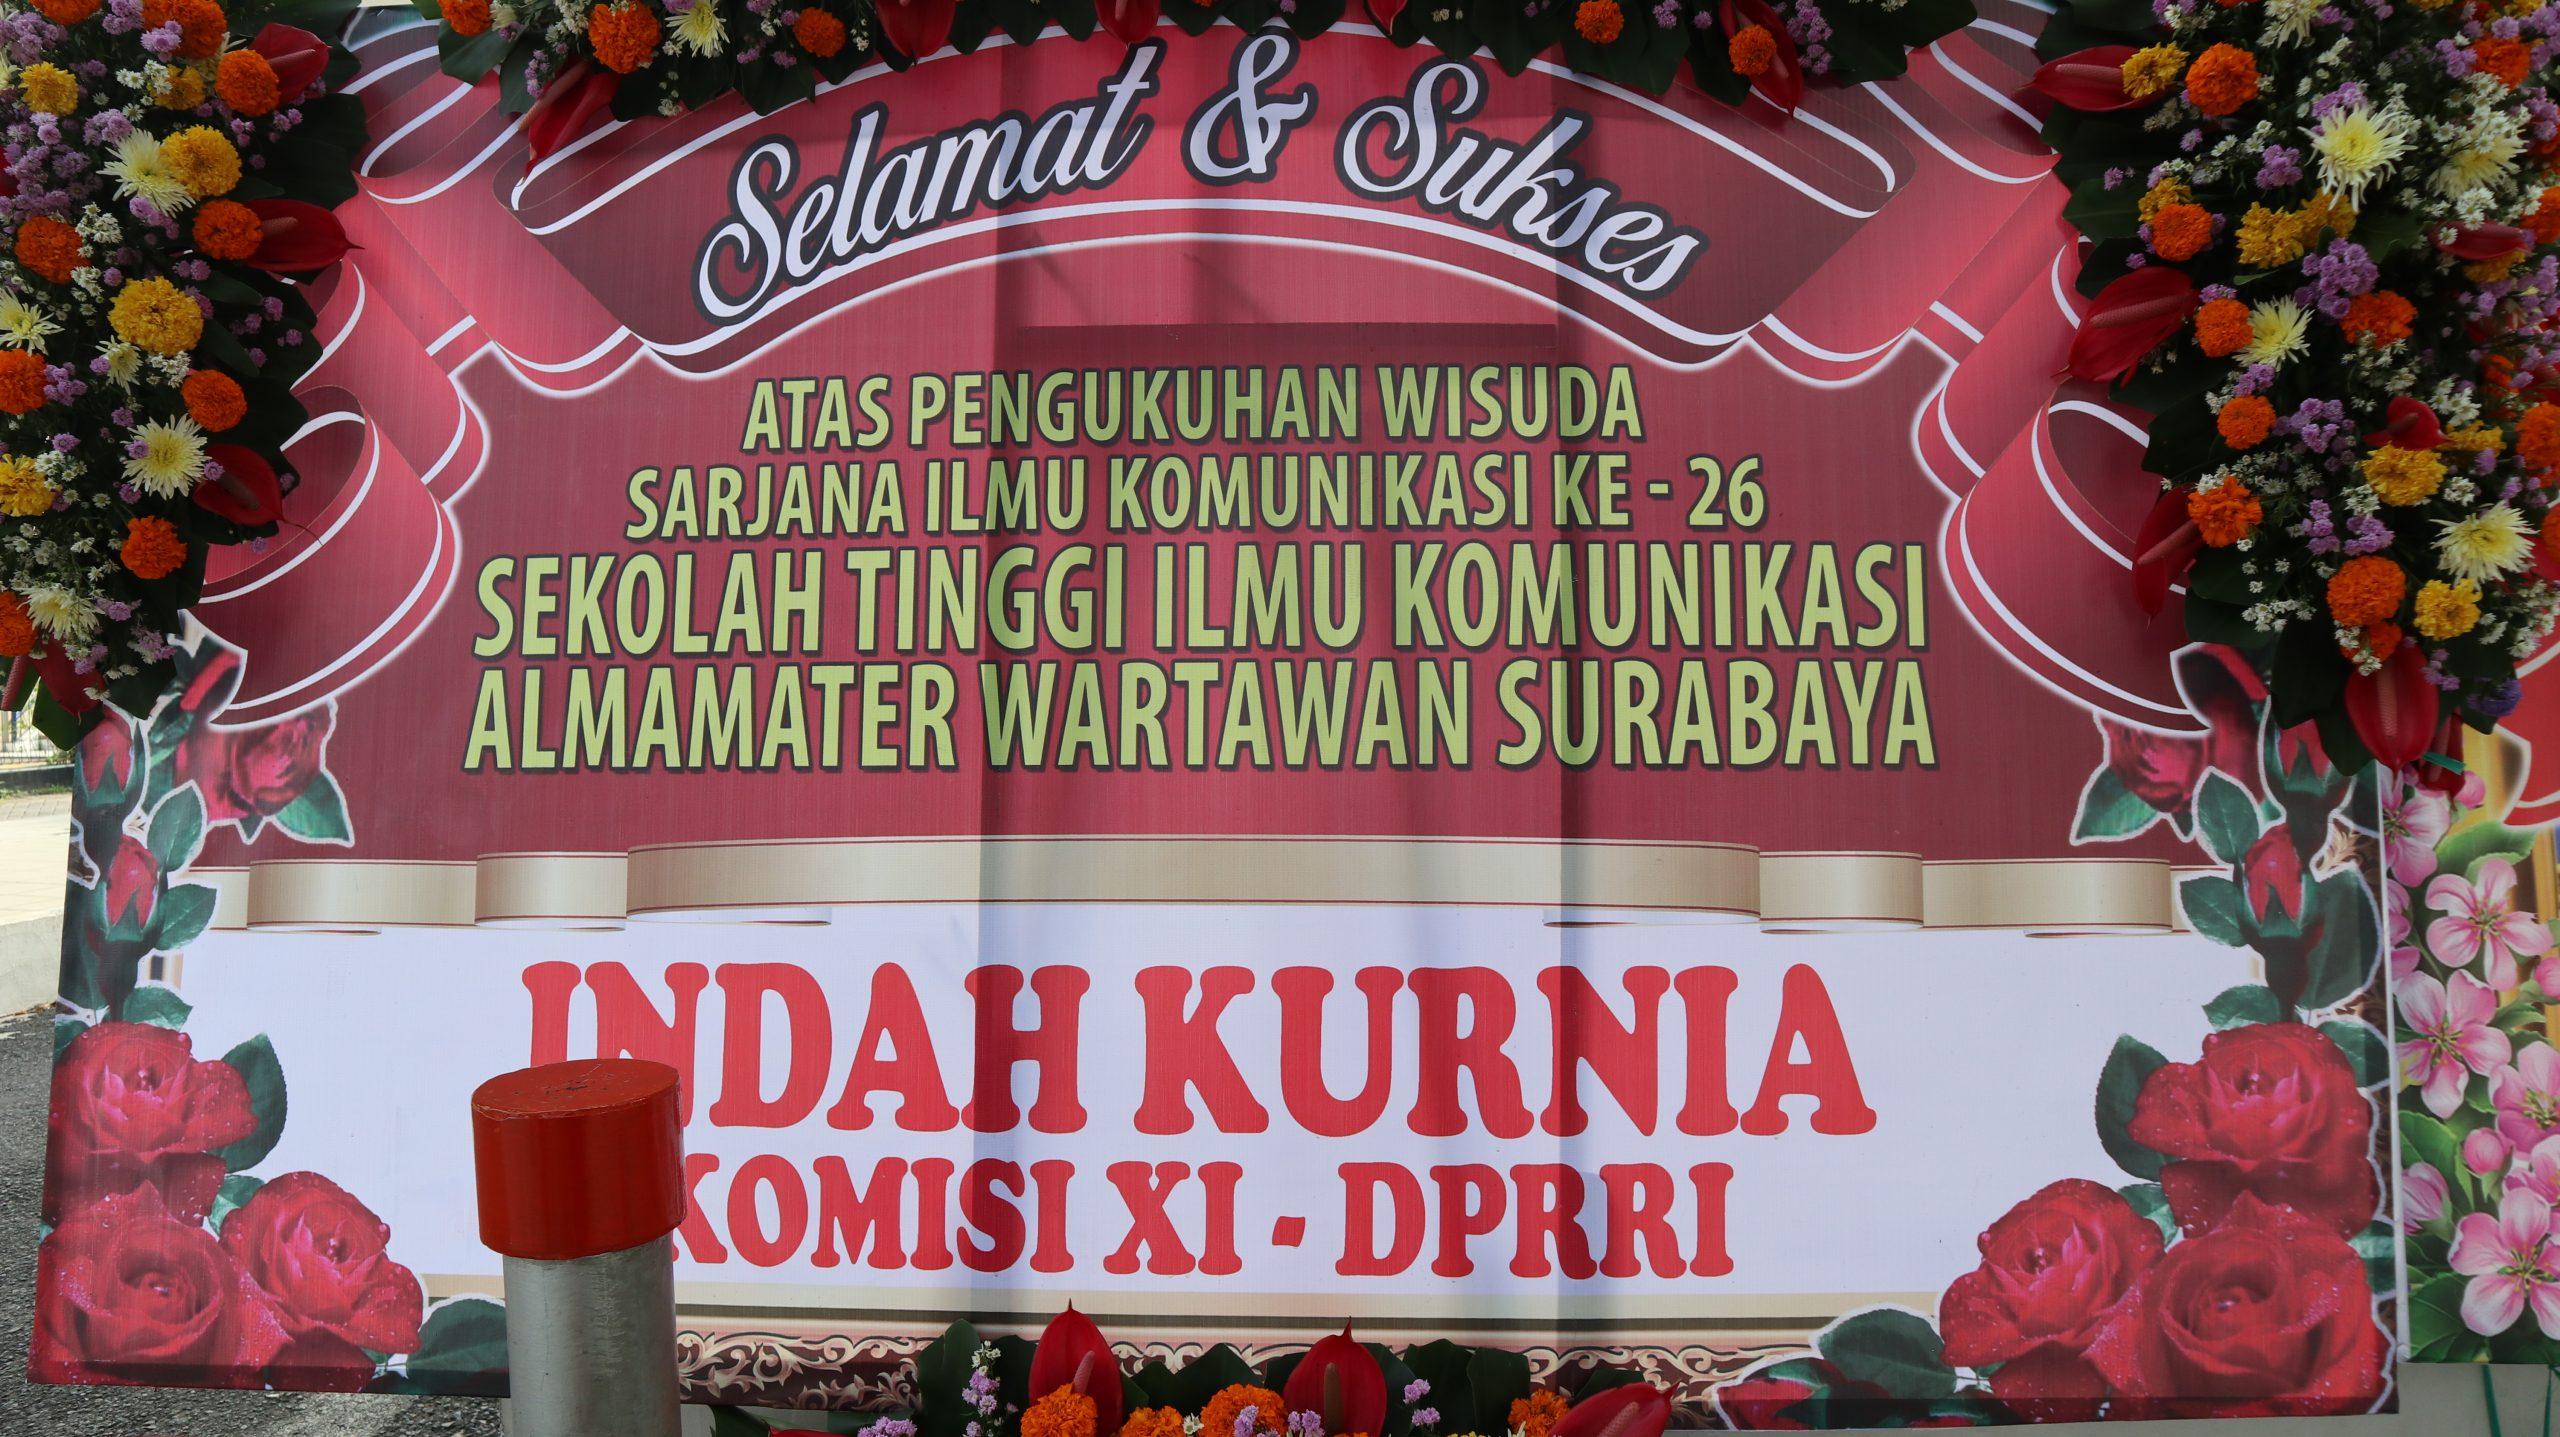 Selamat & Sukses
ATAS PENGUKUHAN WISUDA
SARJANA ILMU KOMUNIKASI KE - 26
SEKOLAH TINGGI ILMU KOMUNIKASI
ALMAMATER WARTAWAN SURABAYA
INDAH KURNIA
KOMISI XI - DPRRI